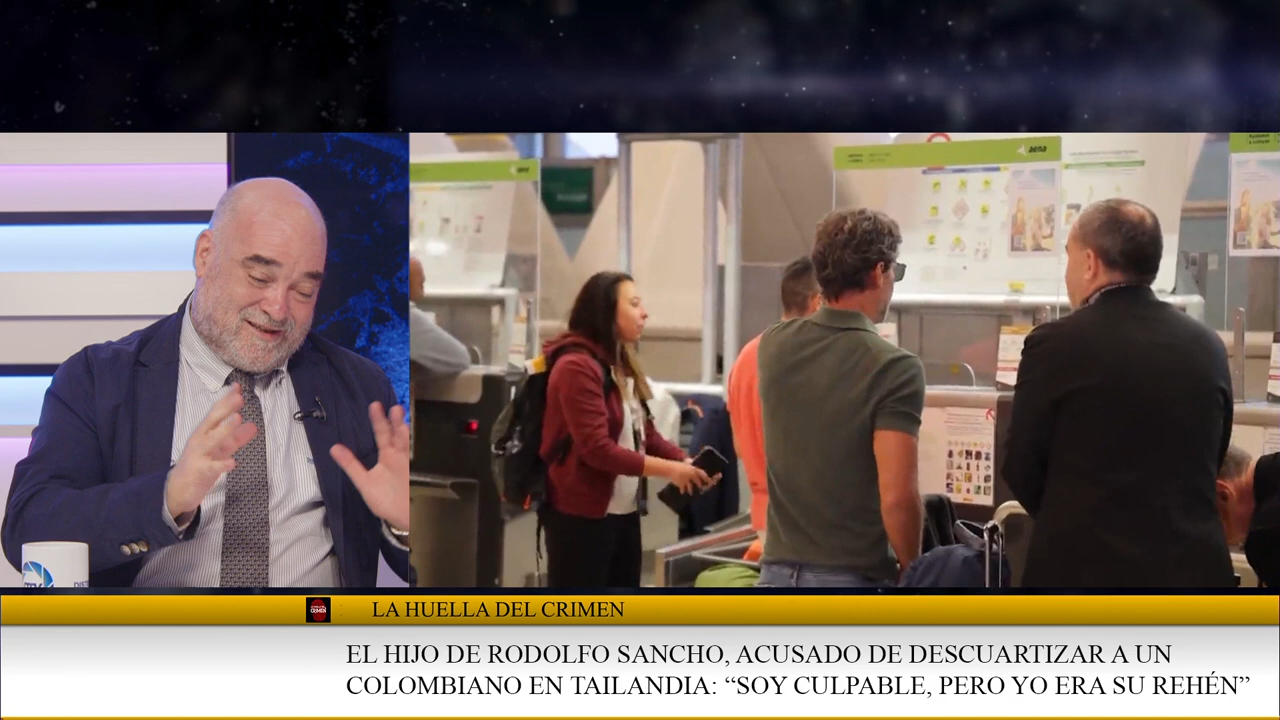 aena
LA HUELLA DEL CRIMEN
EL HIJO DE RODOLFO SANCHO, ACUSADO DE DESCUARTIZAR A UN
COLOMBIANO EN TAILANDIA: “SOY CULPABLE, PERO YO ERA SU REHÉN”